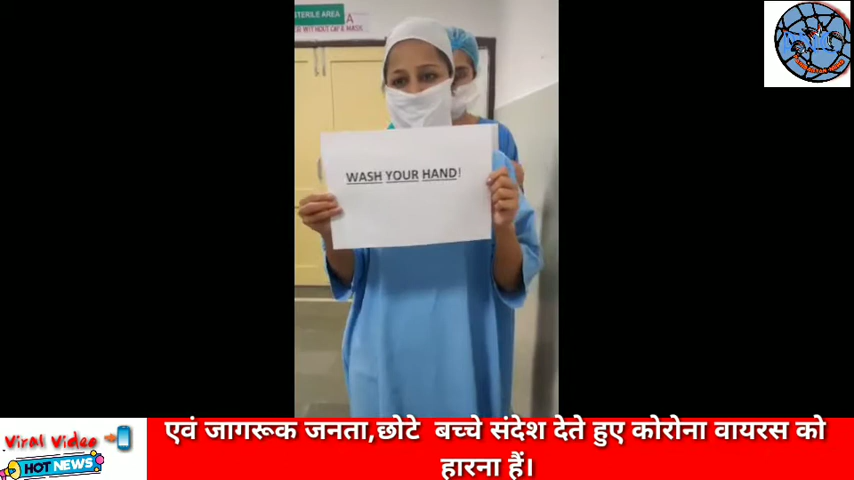 STERILE AREA
WASH YOUR HAND!
Viral Video
HOT NEWS
एवं जागरूक जनता,छोटे बच्चे संदेश देते हुए कोरोना वायरस को
हारना हैं।